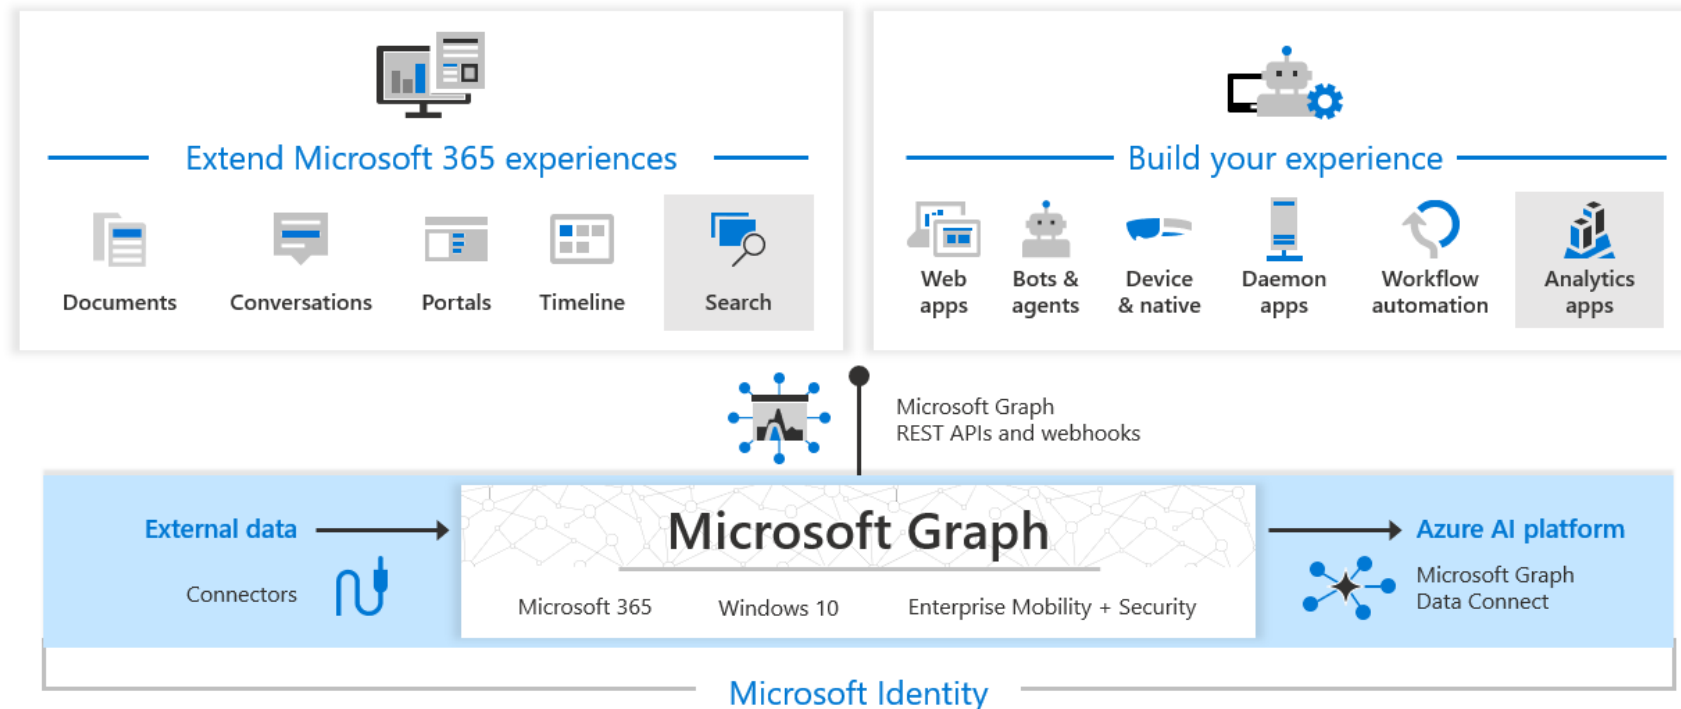 Extend Microsoft 365 experiences
Documents
Conversations
Portals
Timeline
Search
Build your experience
Web
apps
Bots &
agents
Device
& native
Daemon
apps
Workflow
automation
Analytics
apps
Microsoft Graph
REST APIs and webhooks
External data
Connectors
Microsoft Graph
Microsoft 365
Windows 10
Enterprise Mobility + Security
Azure AI platform
Microsoft Graph
Data Connect
Microsoft Identity